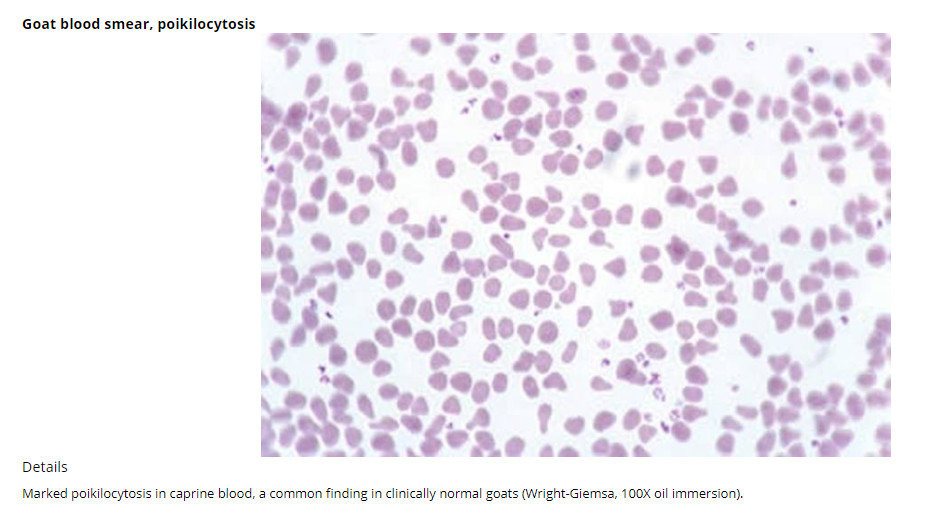 Goat blood smear, poikilocytosis
Details
Marked poikilocytosis in caprine blood, a common finding in clinically normal goats (Wright-Giemsa, 100X oil immersion).